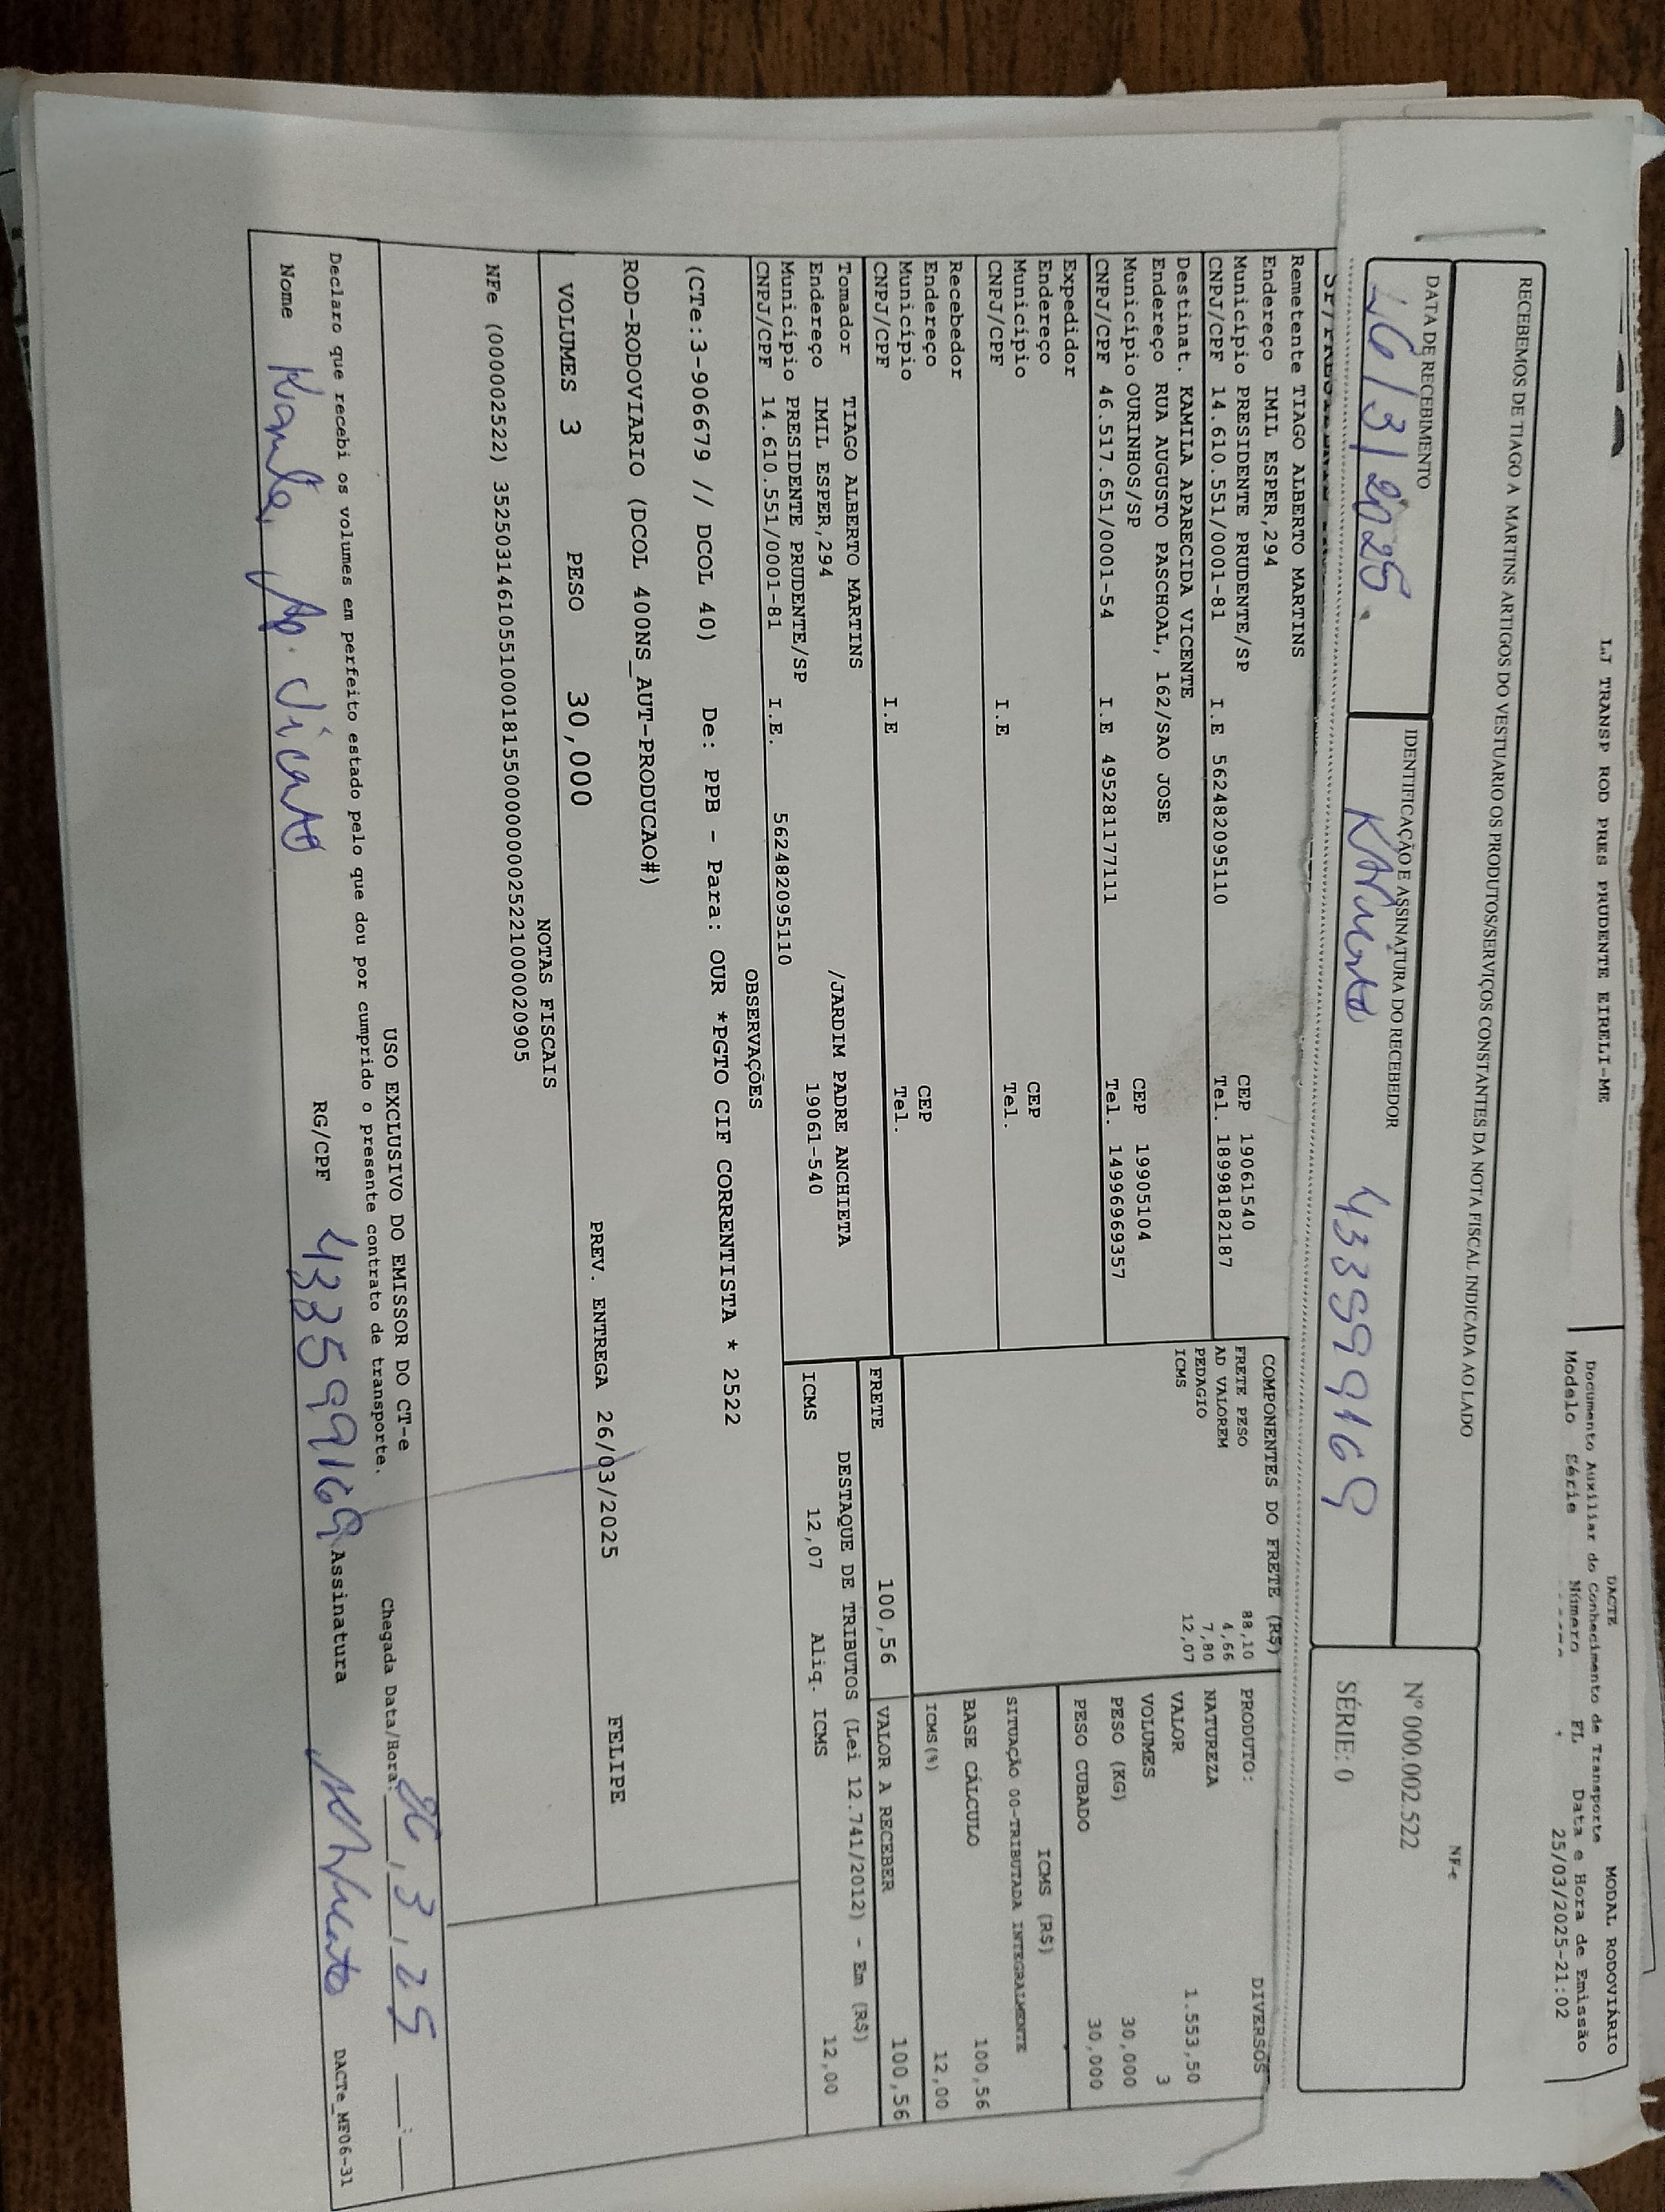 LJ TRANSP ROD PRES PRUDENTE EIRELI-ME
DACTE
MODAL RODOVIÁRIO
Documento Auxiliar do Conhecimento de Transporte
Modelo Série Número FL Data e Hora de Emissão
25/03/2025-21:02
RECEBEMOS DE TIAGO A MARTINS ARTIGOS DO VESTUARIO OS PRODUTOS/SERVIÇOS CONSTANTES DA NOTA FISCAL INDICADA AO LADO
NF-e
Nº 000.002.522
SÉRIE: 0
DATA DE RECEBIMENTO
26/3/2025.
IDENTIFICAÇÃO E ASSINATURA DO RECEBEDOR
433599169
Remetente TIAGO ALBERTO MARTINS
Endereço IMIL ESPER,294
Município PRESIDENTE PRUDENTE/SP CEP 19061540
CNPJ/CPF 14.610.551/0001-81 I.E 562482095110 Tel. 18998182187
Destinat. KAMILA APARECIDA VICENTE
Endereço RUA AUGUSTO PASCHOAL, 162/SAO JOSE
Município OURINHOS/SP CEP 19905104
CNPJ/CPF 46.517.651/0001-54 I.E 495281177111 Tel. 14996969357
Expedidor
Endereço
Município CEP
CNPJ/CPF I.E Tel.
Recebedor
Endereço
Município CEP
CNPJ/CPF I.E Tel.
Tomador TIAGO ALBERTO MARTINS
Endereço IMIL ESPER,294 /JARDIM PADRE ANCHIETA
Município PRESIDENTE PRUDENTE/SP 19061-540
CNPJ/CPF 14.610.551/0001-81 I.E. 562482095110
COMPONENTES DO FRETE (R$)
FRETE PESO 88,10
AD VALOREM 4,66
PEDAGIO 7,80
ICMS 12,07
PRODUTO: DIVERSOS
NATUREZA
VALOR 1.553,50
VOLUMES 3
PESO (KG) 30,000
PESO CUBADO 30,000
ICMS (R$)
SITUAÇÃO 00-TRIBUTADA INTEGRALMENTE
BASE CÁLCULO 100,56
ICMS(%) 12,00
FRETE 100,56 VALOR A RECEBER 100,56
DESTAQUE DE TRIBUTOS (Lei 12.741/2012) - Em (R$)
ICMS 12,07 Aliq. ICMS 12,00
OBSERVAÇÕES
(CTe:3-906679 // DCOL 40) De: PPB - Para: OUR *PGTO CIF CORRENTISTA * 2522
ROD-RODOVIARIO (DCOL 400NS_AUT-PRODUCAO#)
FELIPE
VOLUMES 3 PESO 30,000 PREV. ENTREGA 26/03/2025
NOTAS FISCAIS
NFe (000002522) 35250314610551000181550000000025221000020905
USO EXCLUSIVO DO EMISSOR DO CT-e
Declaro que recebi os volumes em perfeito estado pelo que dou por cumprido o presente contrato de transporte.
Chegada Data/Hora: 26, 3, 25 __:__
Nome Kamila Ap. Vicente RG/CPF 433599169 Assinatura
DACTe_MF06-31